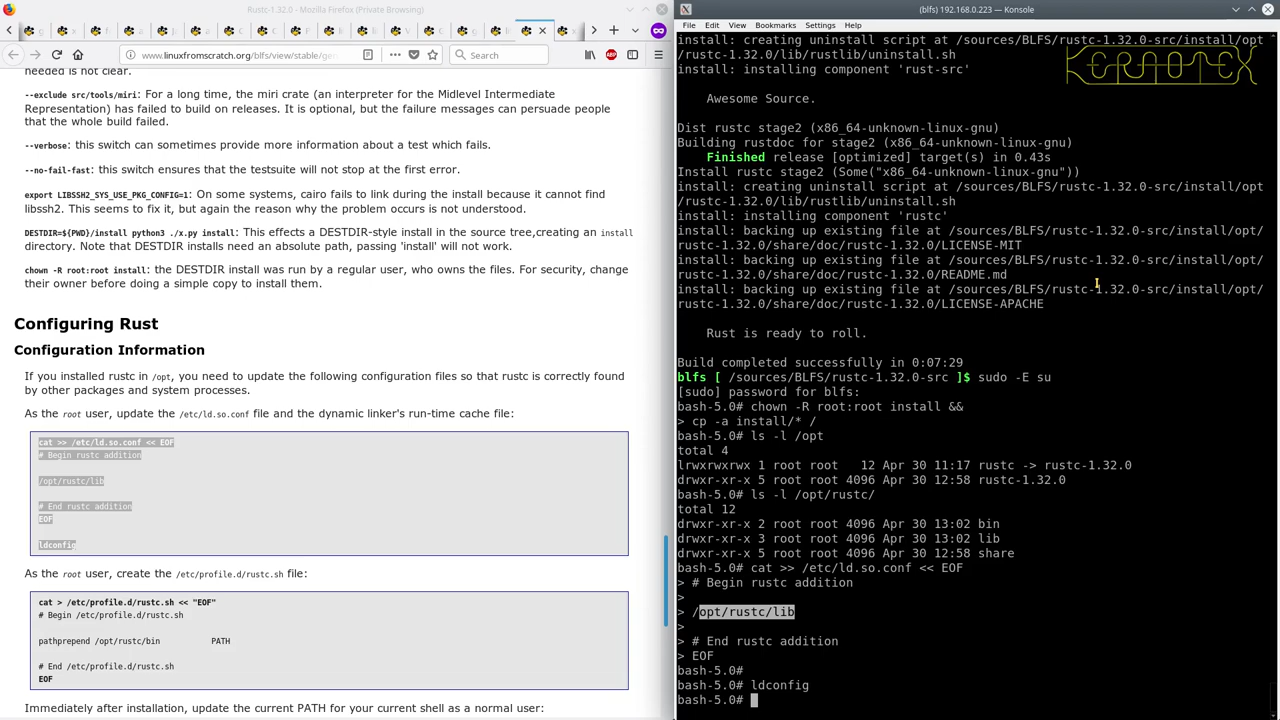 Rustc-1.32.0 - Mozilla Firefox (Private Browsing)
www.linuxfromscratch.org/blfs/view/stable/ge
Search
needed is not clear.
--exclude src/tools/miri: For a long time, the miri crate (an interpreter for the Midlevel Intermediate
Representation) has failed to build on releases. It is optional, but the failure messages can persuade people
that the whole build failed.
--verbose: this switch can sometimes provide more information about a test which fails.
--no-fail-fast: this switch ensures that the testsuite will not stop at the first error.
export LIBSSH2_SYS_USE_PKG_CONFIG=1: On some systems, cairo fails to link during the install because it cannot find
libssh2. This seems to fix it, but again the reason why the problem occurs is not understood.
DESTDIR=${PWD}/install python3 ./x.py install: This effects a DESTDIR-style install in the source tree,creating an install
directory. Note that DESTDIR installs need an absolute path, passing 'install' will not work.
chown -R root:root install: the DESTDIR install was run by a regular user, who owns the files. For security, change
their owner before doing a simple copy to install them.
Configuring Rust
Configuration Information
If you installed rustc in /opt, you need to update the following configuration files so that rustc is correctly found
by other packages and system processes.
As the root user, update the /etc/ld.so.conf file and the dynamic linker's run-time cache file:
cat >> /etc/ld.so.conf << EOF
# Begin rustc addition
/opt/rustc/lib
# End rustc addition
EOF
ldconfig
As the root user, create the /etc/profile.d/rustc.sh file:
cat > /etc/profile.d/rustc.sh << "EOF"
# Begin /etc/profile.d/rustc.sh
pathprepend /opt/rustc/bin PATH
# End /etc/profile.d/rustc.sh
EOF
Immediately after installation, update the current PATH for your current shell as a normal user:
(blfs) 192.168.0.223 — Konsole
File Edit View Bookmarks Settings Help
KERNOTEX
install: creating uninstall script at /sources/BLFS/rustc-1.32.0-src/install/opt
/rustc-1.32.0/lib/rustlib/uninstall.sh
install: installing component 'rust-src'
Awesome Source.
Dist rustc stage2 (x86_64-unknown-linux-gnu)
Building rustdoc for stage2 (x86_64-unknown-linux-gnu)
Finished release [optimized] target(s) in 0.43s
Install rustc stage2 (Some("x86_64-unknown-linux-gnu"))
install: creating uninstall script at /sources/BLFS/rustc-1.32.0-src/install/opt
/rustc-1.32.0/lib/rustlib/uninstall.sh
install: installing component 'rustc'
install: backing up existing file at /sources/BLFS/rustc-1.32.0-src/install/opt/
rustc-1.32.0/share/doc/rustc-1.32.0/LICENSE-MIT
install: backing up existing file at /sources/BLFS/rustc-1.32.0-src/install/opt/
rustc-1.32.0/share/doc/rustc-1.32.0/README.md
install: backing up existing file at /sources/BLFS/rustc-1.32.0-src/install/opt/
rustc-1.32.0/share/doc/rustc-1.32.0/LICENSE-APACHE
Rust is ready to roll.
Build completed successfully in 0:07:29
blfs [ /sources/BLFS/rustc-1.32.0-src ]$ sudo -E su
[sudo] password for blfs:
bash-5.0# chown -R root:root install &&
> cp -a install/* /
bash-5.0# ls -l /opt
total 4
lrwxrwxrwx 1 root root 12 Apr 30 11:17 rustc -> rustc-1.32.0
drwxr-xr-x 5 root root 4096 Apr 30 12:58 rustc-1.32.0
bash-5.0# ls -l /opt/rustc/
total 12
drwxr-xr-x 2 root root 4096 Apr 30 13:02 bin
drwxr-xr-x 3 root root 4096 Apr 30 13:02 lib
drwxr-xr-x 5 root root 4096 Apr 30 12:58 share
bash-5.0# cat >> /etc/ld.so.conf << EOF
> # Begin rustc addition
>
> /opt/rustc/lib
>
> # End rustc addition
> EOF
bash-5.0#
bash-5.0# ldconfig
bash-5.0#